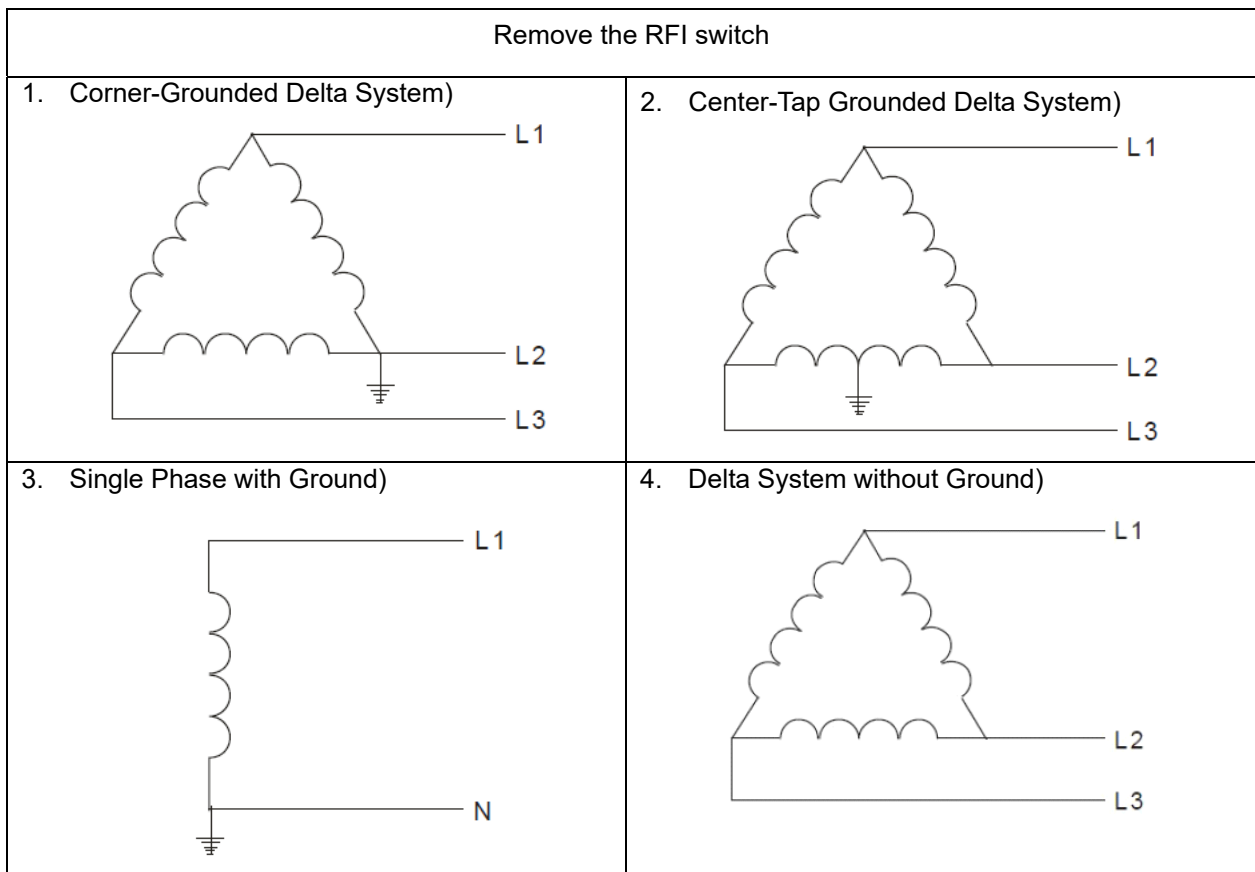 Remove the RFI switch
1. Corner-Grounded Delta System)
L1
L2
L3
2. Center-Tap Grounded Delta System)
L1
L2
L3
3. Single Phase with Ground)
L1
N
4. Delta System without Ground)
L1
L2
L3